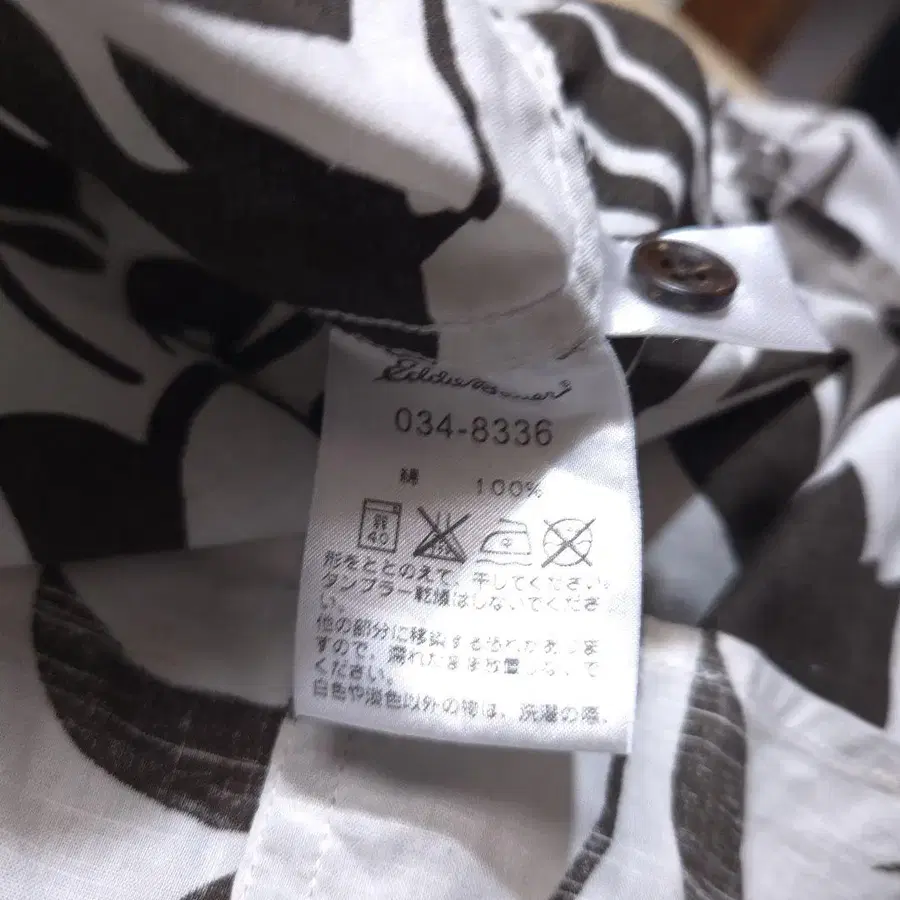 Eddie Bauer®
034-8336
綿 100%
弱 40
形をととのえて、干してください。
タンブラー乾燥はしないでくださ
い。
他の部分に移染する恐れがありま
すので、濡れたまま放置しないで
ください。
白色や淡色以外の物は、洗濯の際、